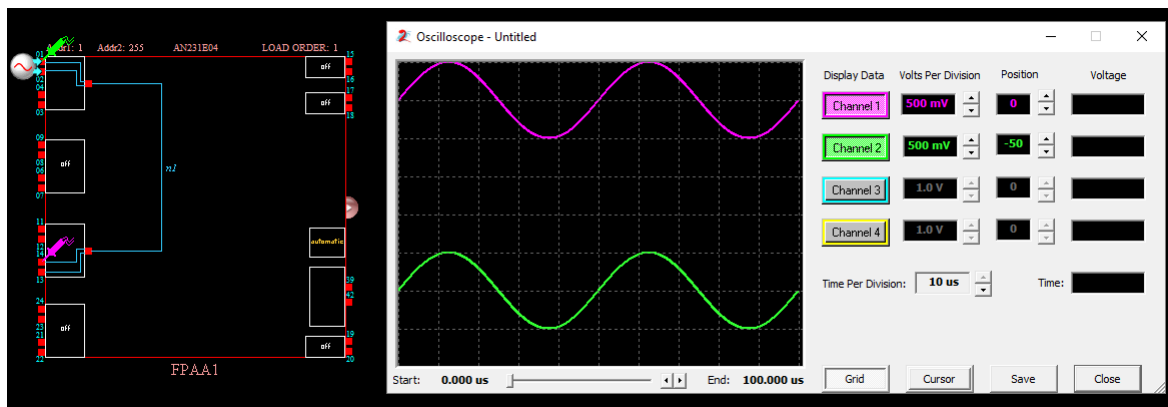 Addr1: 1 Addr2: 255 AN231E04 LOAD ORDER: 1
01
02
04
03
09
08
06
07
11
14
13
24
23
21
22
15
16
17
18
39
42
19
20
off
off
off
off
automatic
off
off
n1
FPAA1
Oscilloscope - Untitled
Display Data Volts Per Division Position Voltage
Channel 1 500 mV 0
Channel 2 500 mV -50
Channel 3 1.0 V 0
Channel 4 1.0 V 0
Time Per Division: 10 us Time:
Start: 0.000 us End: 100.000 us Grid Cursor Save Close